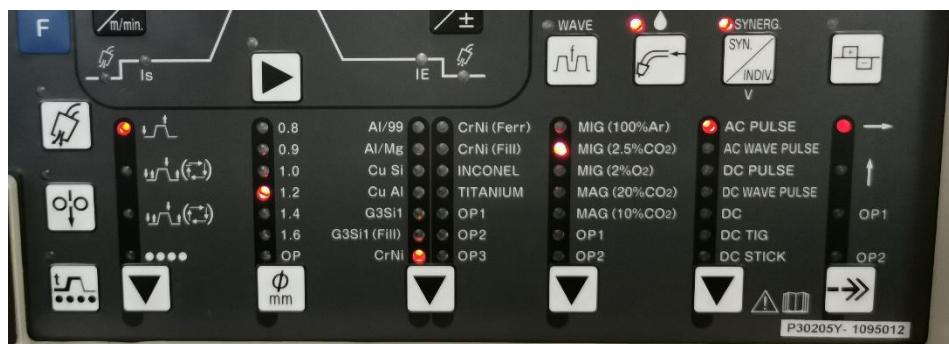 F
/m/min.
/±
WAVE
SYNERG.
SYN.
/INDIV.
V
Is
IE
0.8
0.9
1.0
1.2
1.4
1.6
OP
φ
mm
Al/99
Al/Mg
Cu Si
Cu Al
G3Si1
G3Si1 (Fill)
CrNi
CrNi (Ferr)
CrNi (Fill)
INCONEL
TITANIUM
OP1
OP2
OP3
MIG (100%Ar)
MIG (2.5%CO2)
MIG (2%O2)
MAG (20%CO2)
MAG (10%CO2)
OP1
OP2
AC PULSE
AC WAVE PULSE
DC PULSE
DC WAVE PULSE
DC
DC TIG
DC STICK
OP1
OP2
t
P30205Y- 1095012